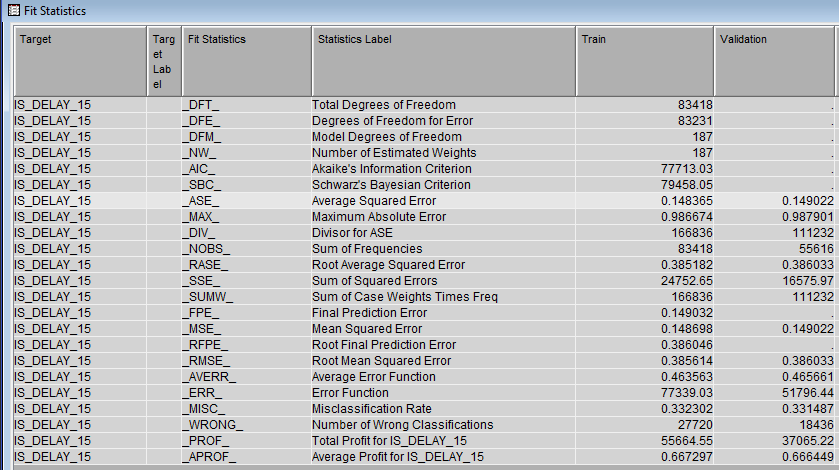 Fit Statistics
Target Targ et Lab el Fit Statistics Statistics Label Train Validation
IS_DELAY_15 _DFT_ Total Degrees of Freedom 83418 .
IS_DELAY_15 _DFE_ Degrees of Freedom for Error 83231 .
IS_DELAY_15 _DFM_ Model Degrees of Freedom 187 .
IS_DELAY_15 _NW_ Number of Estimated Weights 187 .
IS_DELAY_15 _AIC_ Akaike's Information Criterion 77713.03 .
IS_DELAY_15 _SBC_ Schwarz's Bayesian Criterion 79458.05 .
IS_DELAY_15 _ASE_ Average Squared Error 0.148365 0.149022
IS_DELAY_15 _MAX_ Maximum Absolute Error 0.986674 0.987901
IS_DELAY_15 _DIV_ Divisor for ASE 166836 111232
IS_DELAY_15 _NOBS_ Sum of Frequencies 83418 55616
IS_DELAY_15 _RASE_ Root Average Squared Error 0.385182 0.386033
IS_DELAY_15 _SSE_ Sum of Squared Errors 24752.65 16575.97
IS_DELAY_15 _SUMW_ Sum of Case Weights Times Freq 166836 111232
IS_DELAY_15 _FPE_ Final Prediction Error 0.149032 .
IS_DELAY_15 _MSE_ Mean Squared Error 0.148698 0.149022
IS_DELAY_15 _RFPE_ Root Final Prediction Error 0.386046 .
IS_DELAY_15 _RMSE_ Root Mean Squared Error 0.385614 0.386033
IS_DELAY_15 _AVERR_ Average Error Function 0.463563 0.465661
IS_DELAY_15 _ERR_ Error Function 77339.03 51796.44
IS_DELAY_15 _MISC_ Misclassification Rate 0.332302 0.331487
IS_DELAY_15 _WRONG_ Number of Wrong Classifications 27720 18436
IS_DELAY_15 _PROF_ Total Profit for IS_DELAY_15 55664.55 37065.22
IS_DELAY_15 _APROF_ Average Profit for IS_DELAY_15 0.667297 0.666449